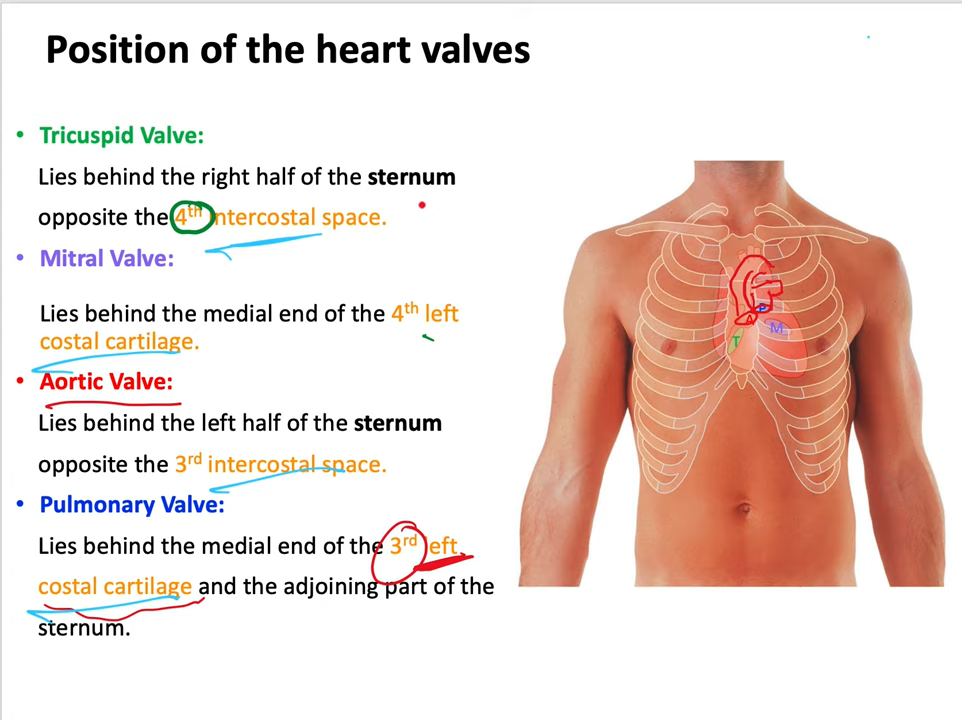 Position of the heart valves
• Tricuspid Valve:
Lies behind the right half of the sternum
opposite the 4th intercostal space.
• Mitral Valve:
Lies behind the medial end of the 4th left
costal cartilage.
• Aortic Valve:
Lies behind the left half of the sternum
opposite the 3rd intercostal space.
• Pulmonary Valve:
Lies behind the medial end of the 3rd left
costal cartilage and the adjoining part of the
sternum.
P
A
M
T